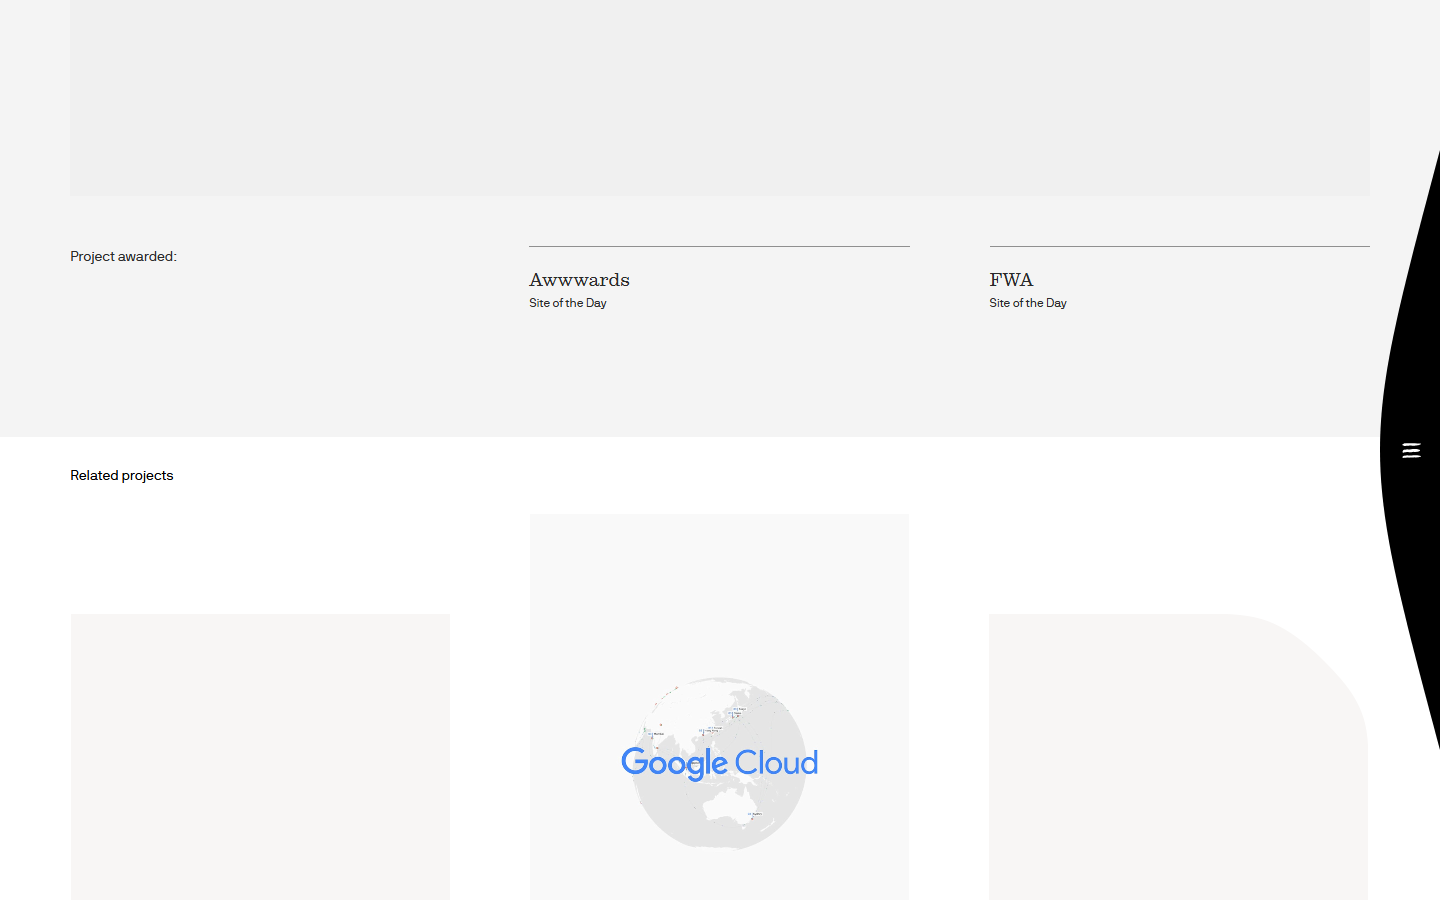 Project awarded:
Awwwards
Site of the Day
FWA
Site of the Day
Related projects
Google Cloud